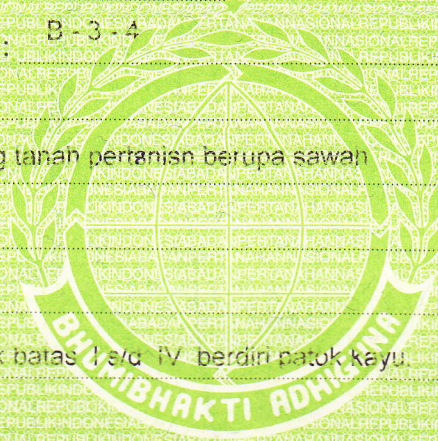 : B - 3 - 4
g tanah pertanisn berupa sawah
k batas I s/d IV berdiri patok kayu.
BHUMIBHAKTI ADHIGUNA